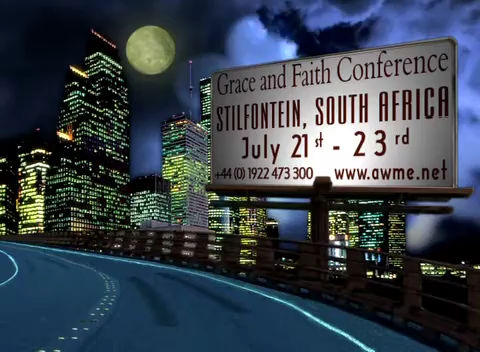 Grace and Faith Conference
STILFONTEIN, SOUTH AFRICA
July 21st - 23rd
+44 (0) 1922 473 300 www.awme.net